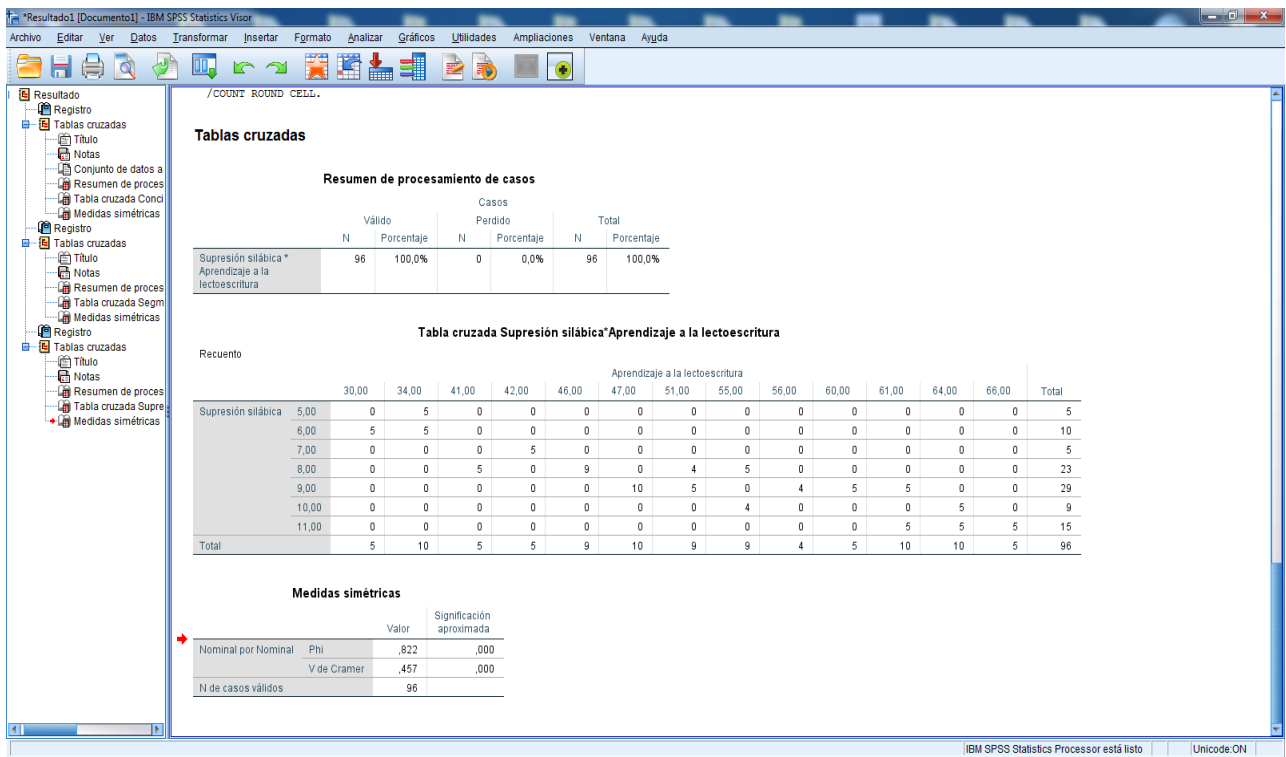 *Resultado1 [Documento1] - IBM SPSS Statistics Visor
Archivo Editar Ver Datos Transformar Insertar Formato Analizar Gráficos Utilidades Ampliaciones Ventana Ayuda
Resultado
Registro
Tablas cruzadas
Título
Notas
Conjunto de datos a
Resumen de proces
Tabla cruzada Conci
Medidas simétricas
Registro
Tablas cruzadas
Título
Notas
Resumen de proces
Tabla cruzada Segm
Medidas simétricas
Registro
Tablas cruzadas
Título
Notas
Resumen de proces
Tabla cruzada Supre
Medidas simétricas
/COUNT ROUND CELL.
Tablas cruzadas
Resumen de procesamiento de casos
Casos
Válido Perdido Total
N Porcentaje N Porcentaje N Porcentaje
Supresión silábica * 96 100,0% 0 0,0% 96 100,0%
Aprendizaje a la
lectoescritura
Tabla cruzada Supresión silábica*Aprendizaje a la lectoescritura
Recuento
Aprendizaje a la lectoescritura
30,00 34,00 41,00 42,00 46,00 47,00 51,00 55,00 56,00 60,00 61,00 64,00 66,00 Total
Supresión silábica 5,00 0 5 0 0 0 0 0 0 0 0 0 0 0 5
6,00 5 5 0 0 0 0 0 0 0 0 0 0 0 10
7,00 0 0 0 5 0 0 0 0 0 0 0 0 0 5
8,00 0 0 5 0 9 0 4 5 0 0 0 0 0 23
9,00 0 0 0 0 0 10 5 0 4 5 5 0 0 29
10,00 0 0 0 0 0 0 0 4 0 0 0 5 0 9
11,00 0 0 0 0 0 0 0 0 0 0 5 5 5 15
Total 5 10 5 5 9 10 9 9 4 5 10 10 5 96
Medidas simétricas
Significación
Valor aproximada
Nominal por Nominal Phi ,822 ,000
V de Cramer ,457 ,000
N de casos válidos 96
IBM SPSS Statistics Processor está listo Unicode:ON